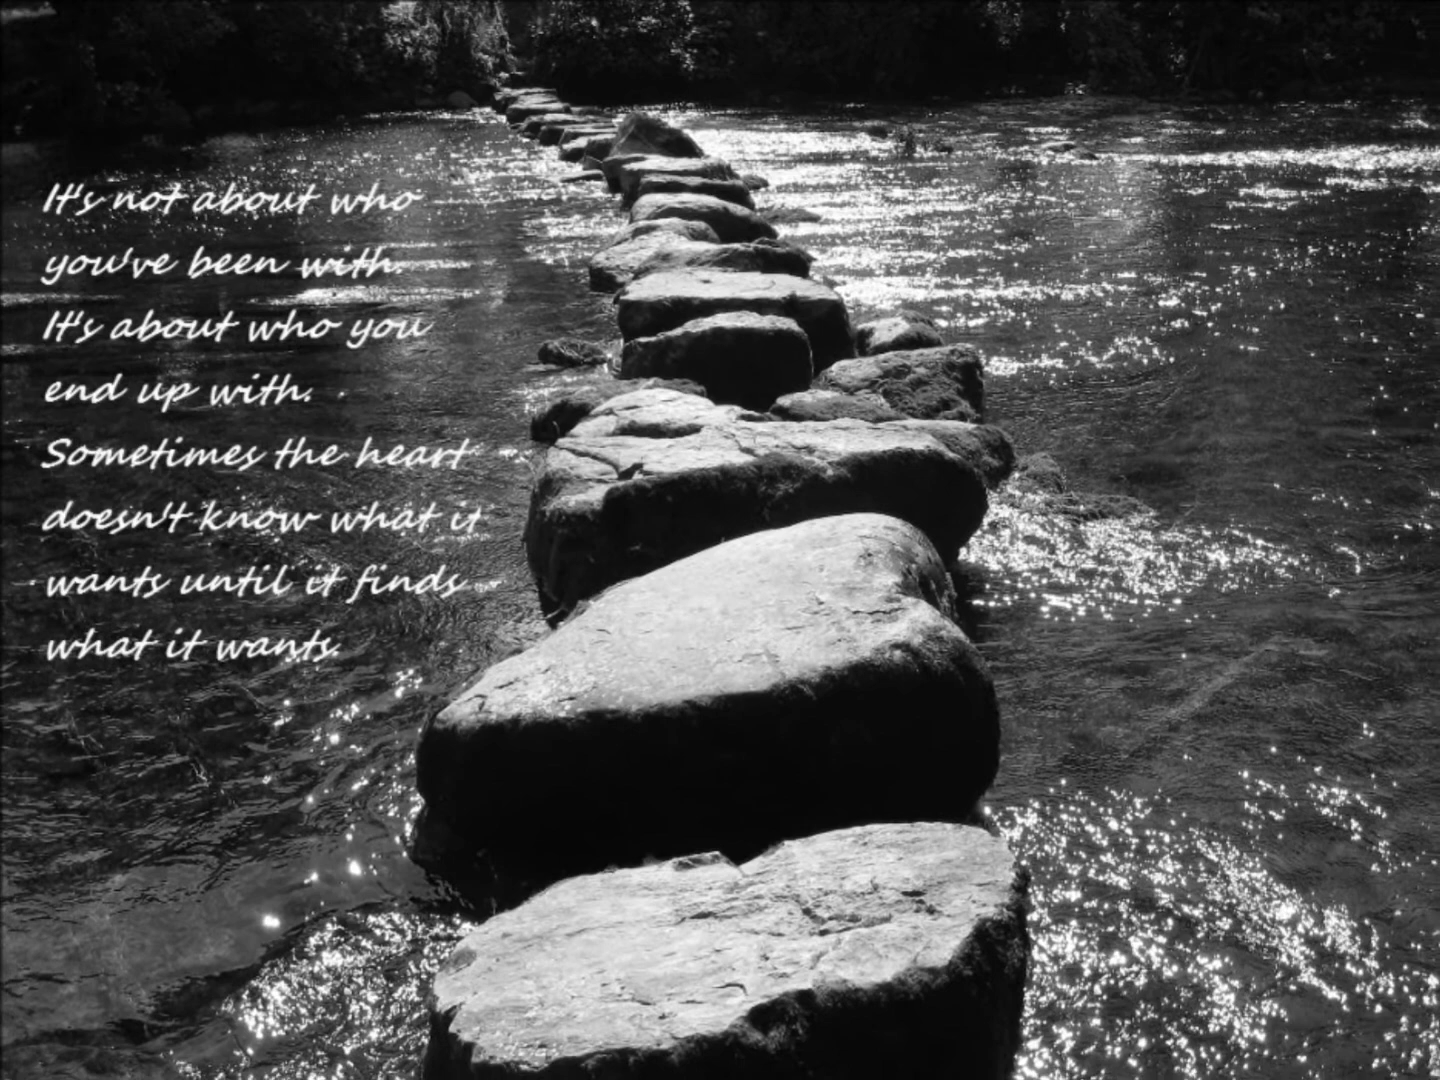 It's not about who
you've been with.
It's about who you
end up with.
Sometimes the heart
doesn't know what it
wants until it finds
what it wants.